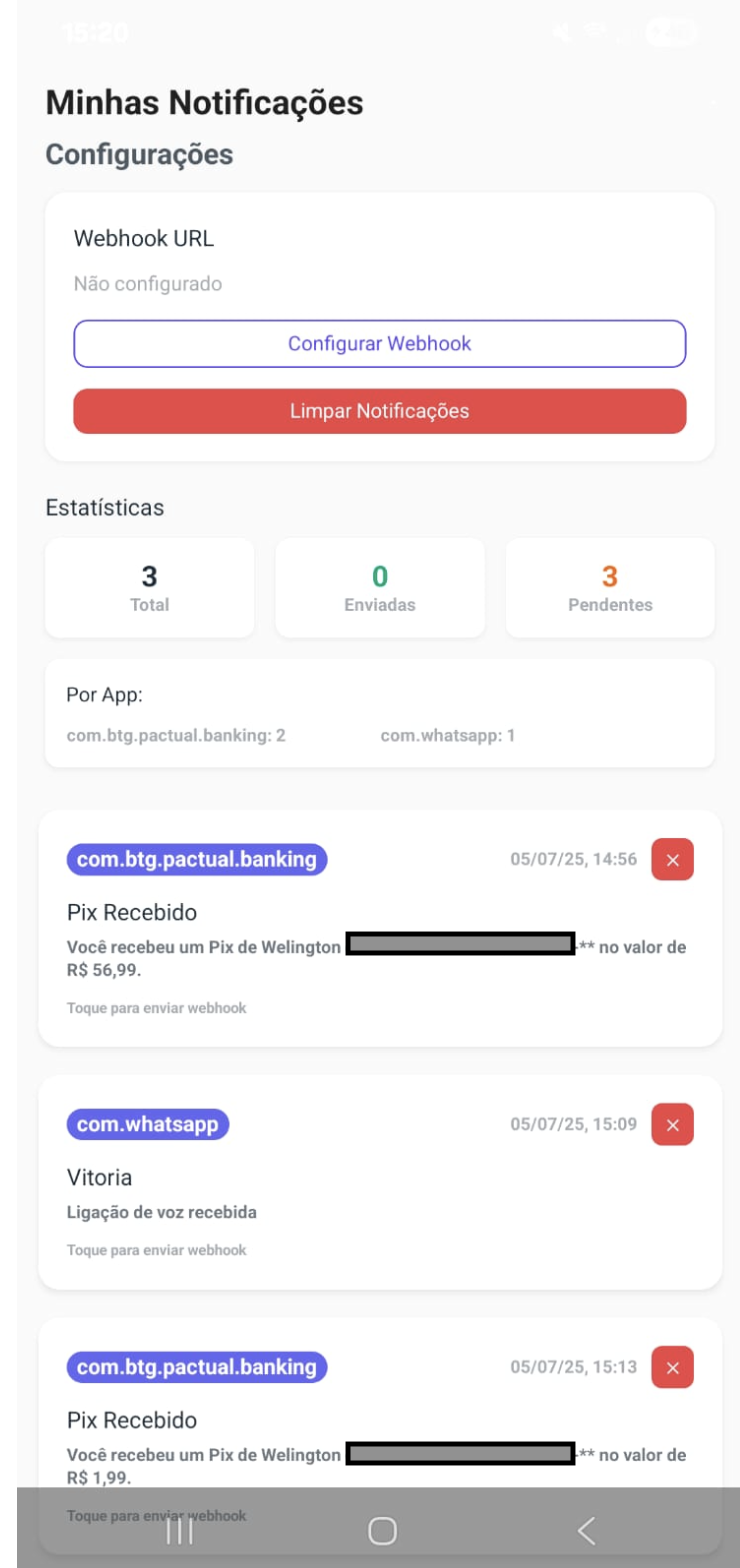 15:20
Minhas Notificações
Configurações
Webhook URL
Não configurado
Configurar Webhook
Limpar Notificações
Estatísticas
3
Total
0
Enviadas
3
Pendentes
Por App:
com.btg.pactual.banking: 2
com.whatsapp: 1
com.btg.pactual.banking
05/07/25, 14:56
Pix Recebido
Você recebeu um Pix de Welington .** no valor de
R$ 56,99.
Toque para enviar webhook
com.whatsapp
05/07/25, 15:09
Vitoria
Ligação de voz recebida
Toque para enviar webhook
com.btg.pactual.banking
05/07/25, 15:13
Pix Recebido
Você recebeu um Pix de Welington .** no valor de
R$ 1,99.
Toque para enviar webhook